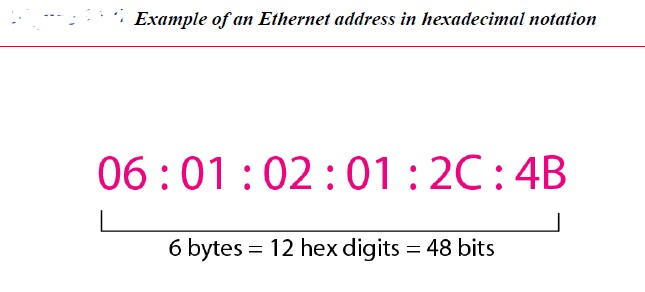 Example of an Ethernet address in hexadecimal notation
06 : 01 : 02 : 01 : 2C : 4B
6 bytes = 12 hex digits = 48 bits